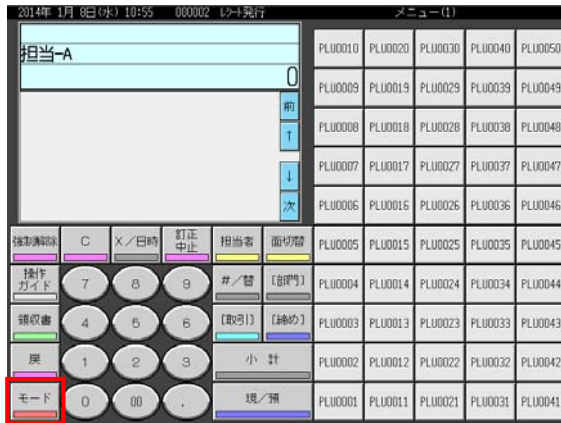 2014年 1月 8日(水) 10:55 000002 レシート発行 メニュー(1)
担当-A
0
前
↑
↓
次
強制解除 C X/日時 訂正中止 担当者 面切替
操作ガイド 7 8 9 #/替 [部門]
領収書 4 5 6 [取引] [締め]
戻 1 2 3 小 計
モード 0 00 . 現/預
PLU0010 PLU0020 PLU0030 PLU0040 PLU0050
PLU0009 PLU0019 PLU0029 PLU0039 PLU0049
PLU0008 PLU0018 PLU0028 PLU0038 PLU0048
PLU0007 PLU0017 PLU0027 PLU0037 PLU0047
PLU0006 PLU0016 PLU0026 PLU0036 PLU0046
PLU0005 PLU0015 PLU0025 PLU0035 PLU0045
PLU0004 PLU0014 PLU0024 PLU0034 PLU0044
PLU0003 PLU0013 PLU0023 PLU0033 PLU0043
PLU0002 PLU0012 PLU0022 PLU0032 PLU0042
PLU0001 PLU0011 PLU0021 PLU0031 PLU0041